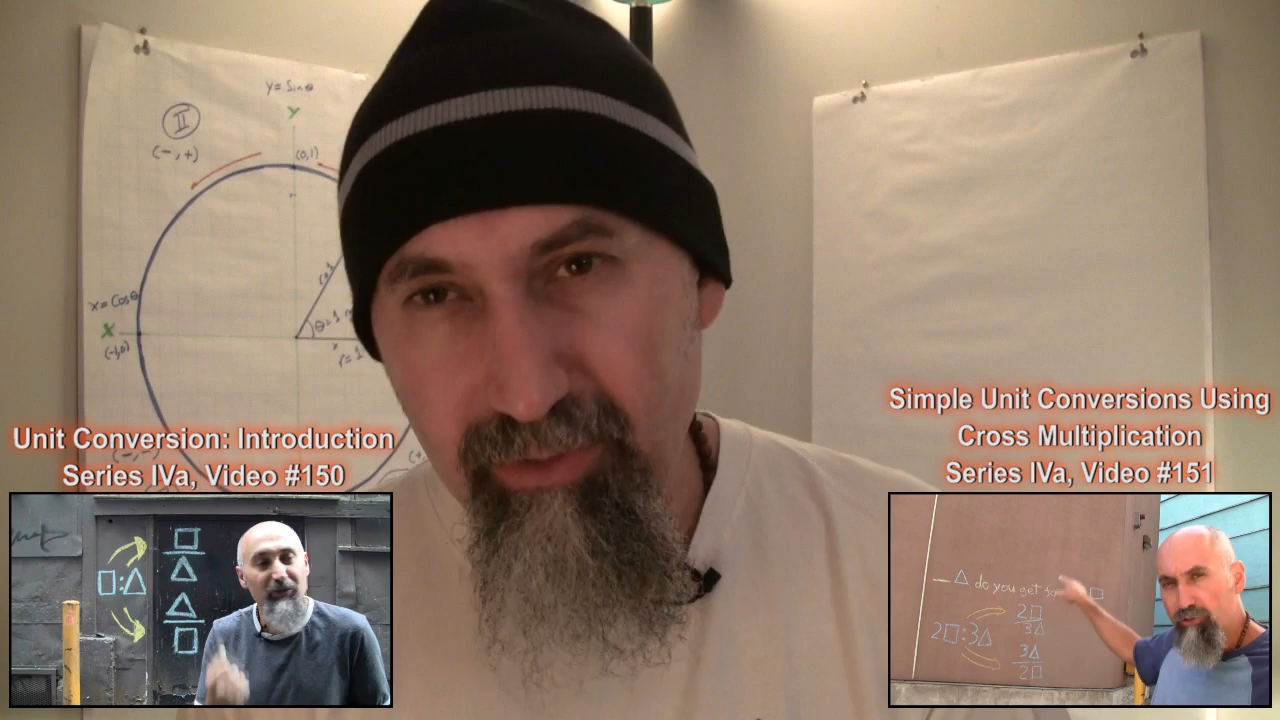 y = Sin θ
Y
II
(-,+)
(0,1)
x = Cos θ
X
(-1,0)
θ = 1
x
r = 1
(-,-)
Unit Conversion: Introduction
Series IVa, Video #150
□:△
□
△
△
□
Simple Unit Conversions Using
Cross Multiplication
Series IVa, Video #151
_ △ do you get □
2□:3△
2□
3△
3△
2□